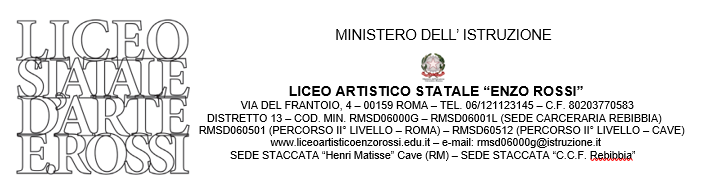 LICEO
STATALE
D'ARTE
E.ROSSI
MINISTERO DELL' ISTRUZIONE
LICEO ARTISTICO STATALE “ENZO ROSSI”
VIA DEL FRANTOIO, 4 – 00159 ROMA – TEL. 06/121123145 – C.F. 80203770583
DISTRETTO 13 – COD. MIN. RMSD06000G – RMSD06001L (SEDE CARCERARIA REBIBBIA)
RMSD060501 (PERCORSO II° LIVELLO – ROMA) – RMSD60512 (PERCORSO II° LIVELLO – CAVE)
www.liceoartisticoenzorossi.edu.it – e-mail: rmsd06000g@istruzione.it
SEDE STACCATA “Henri Matisse” Cave (RM) – SEDE STACCATA “C.C.F. Rebibbia”